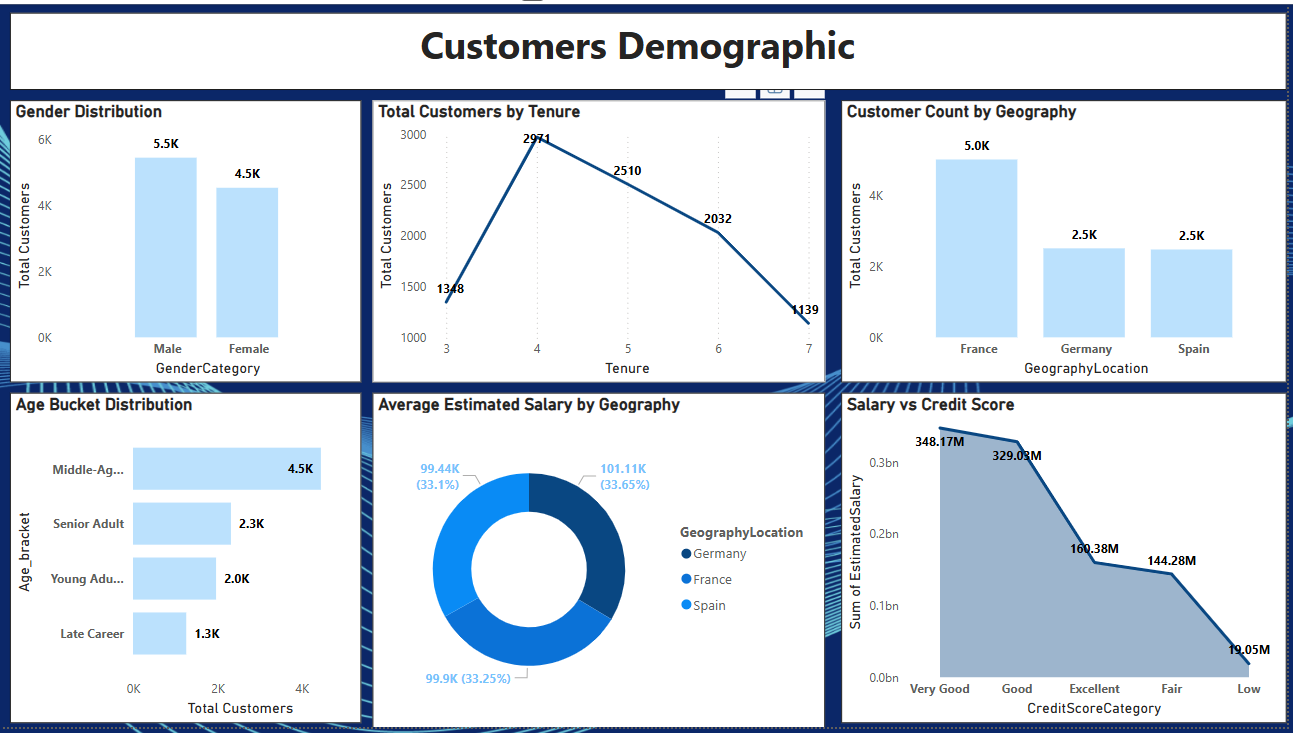 Customers Demographic
Gender Distribution
6K
4K
2K
0K
Total Customers
5.5K
4.5K
Male
Female
GenderCategory
Total Customers by Tenure
3000
2500
2000
1500
1000
Total Customers
1348
2971
2510
2032
1139
3
4
5
6
7
Tenure
Customer Count by Geography
4K
2K
0K
Total Customers
5.0K
2.5K
2.5K
France
Germany
Spain
GeographyLocation
Age Bucket Distribution
Age_bracket
Middle-Ag...
4.5K
Senior Adult
2.3K
Young Adu...
2.0K
Late Career
1.3K
0K
2K
4K
Total Customers
Average Estimated Salary by Geography
99.44K
(33.1%)
101.11K
(33.65%)
99.9K (33.25%)
GeographyLocation
Germany
France
Spain
Salary vs Credit Score
0.3bn
0.2bn
0.1bn
0.0bn
Sum of EstimatedSalary
348.17M
329.03M
160.38M
144.28M
19.05M
Very Good
Good
Excellent
Fair
Low
CreditScoreCategory